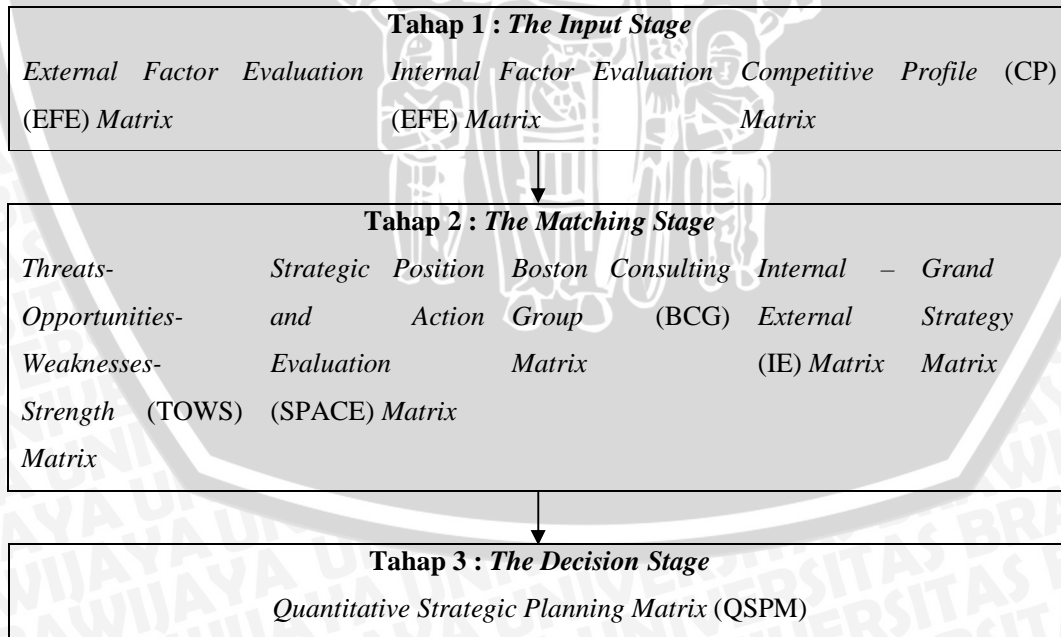 Tahap 1 : The Input Stage
External Factor Evaluation Internal Factor Evaluation Competitive Profile (CP)
(EFE) Matrix (EFE) Matrix Matrix
Tahap 2 : The Matching Stage
Threats- Strategic Position Boston Consulting Internal – Grand
Opportunities- and Action Group (BCG) External Strategy
Weaknesses- Evaluation Matrix (IE) Matrix Matrix
Strength (TOWS) (SPACE) Matrix
Matrix
Tahap 3 : The Decision Stage
Quantitative Strategic Planning Matrix (QSPM)